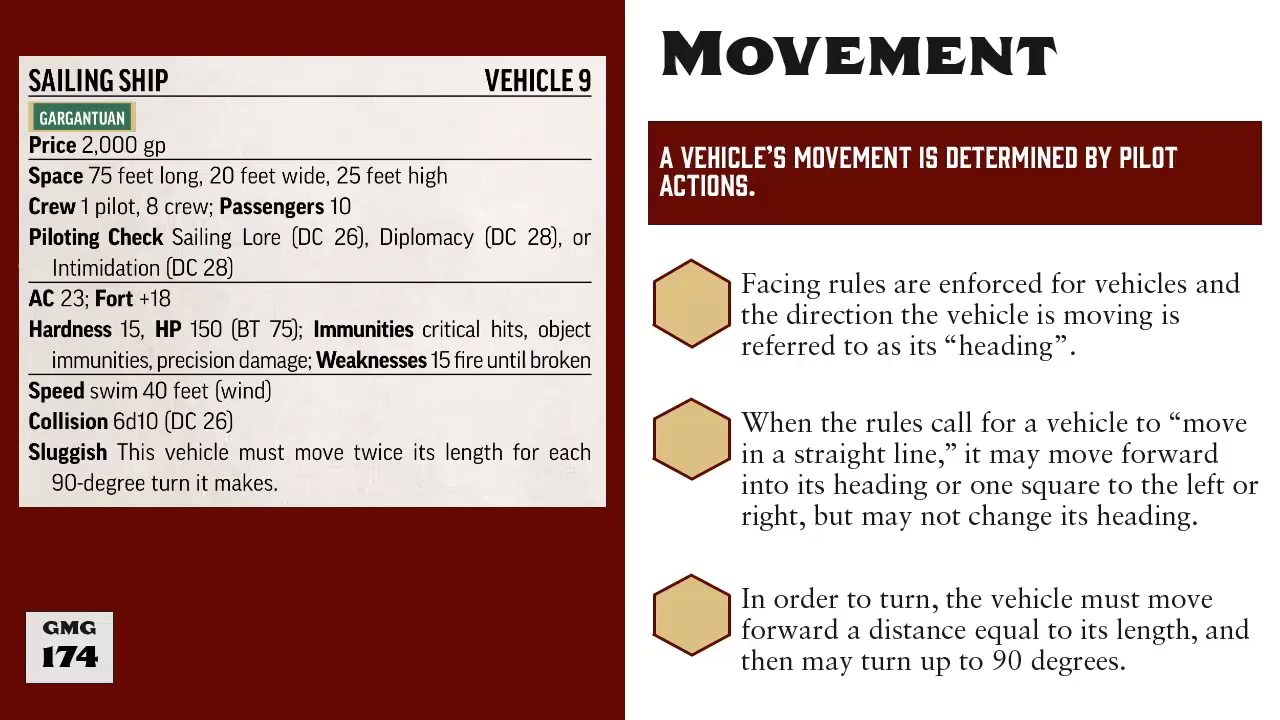 SAILING SHIP VEHICLE 9
GARGANTUAN
Price 2,000 gp
Space 75 feet long, 20 feet wide, 25 feet high
Crew 1 pilot, 8 crew; Passengers 10
Piloting Check Sailing Lore (DC 26), Diplomacy (DC 28), or
Intimidation (DC 28)
AC 23; Fort +18
Hardness 15, HP 150 (BT 75); Immunities critical hits, object
immunities, precision damage; Weaknesses 15 fire until broken
Speed swim 40 feet (wind)
Collision 6d10 (DC 26)
Sluggish This vehicle must move twice its length for each
90-degree turn it makes.
GMG
174
MOVEMENT
A VEHICLE'S MOVEMENT IS DETERMINED BY PILOT
ACTIONS.
Facing rules are enforced for vehicles and
the direction the vehicle is moving is
referred to as its “heading”.
When the rules call for a vehicle to “move
in a straight line,” it may move forward
into its heading or one square to the left or
right, but may not change its heading.
In order to turn, the vehicle must move
forward a distance equal to its length, and
then may turn up to 90 degrees.